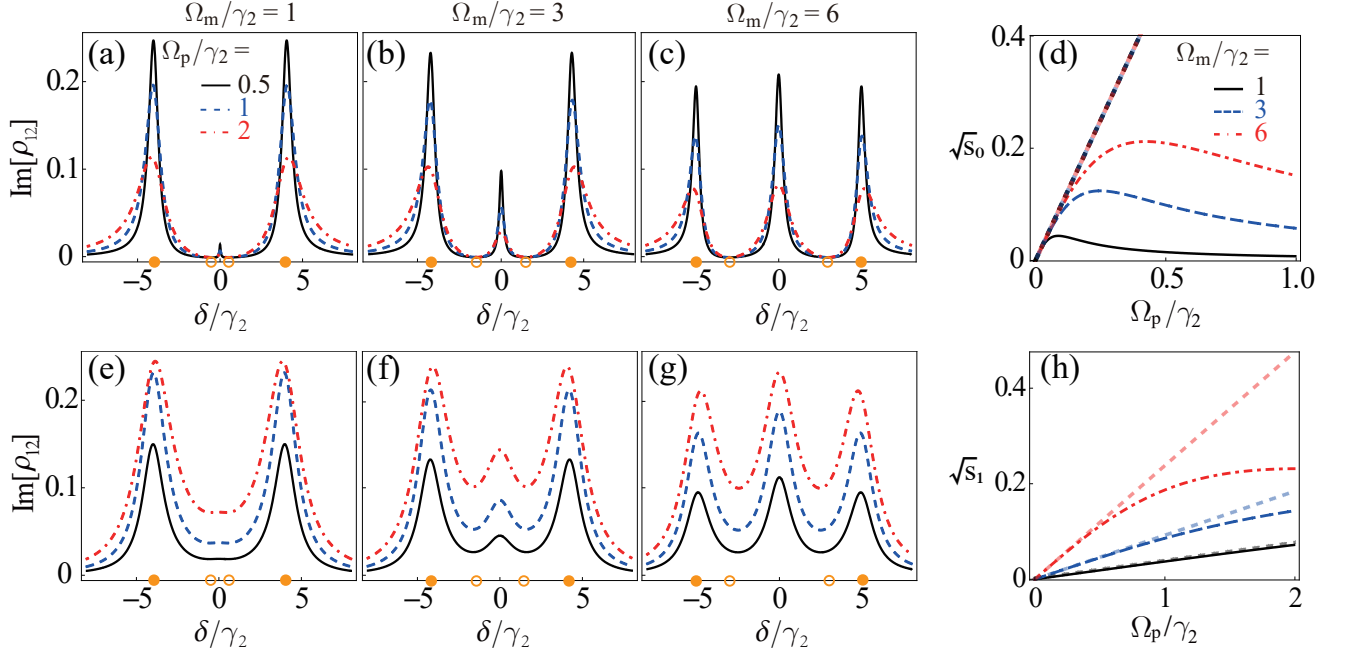 Ωm/γ2 = 1
Ωm/γ2 = 3
Ωm/γ2 = 6
(a)
Ωp/γ2 =
0.5
1
2
(b)
(c)
0.2
0.1
0
Im[ρ12]
−5 0 5
−5 0 5
−5 0 5
δ/γ2
δ/γ2
δ/γ2
(d)
Ωm/γ2 =
1
3
6
0.4
0.2
0
√s0
0 0.5 1.0
Ωp/γ2
(e)
(f)
(g)
0.2
0.1
0
Im[ρ12]
−5 0 5
−5 0 5
−5 0 5
δ/γ2
δ/γ2
δ/γ2
(h)
0.4
0.2
0
√s1
0 1 2
Ωp/γ2